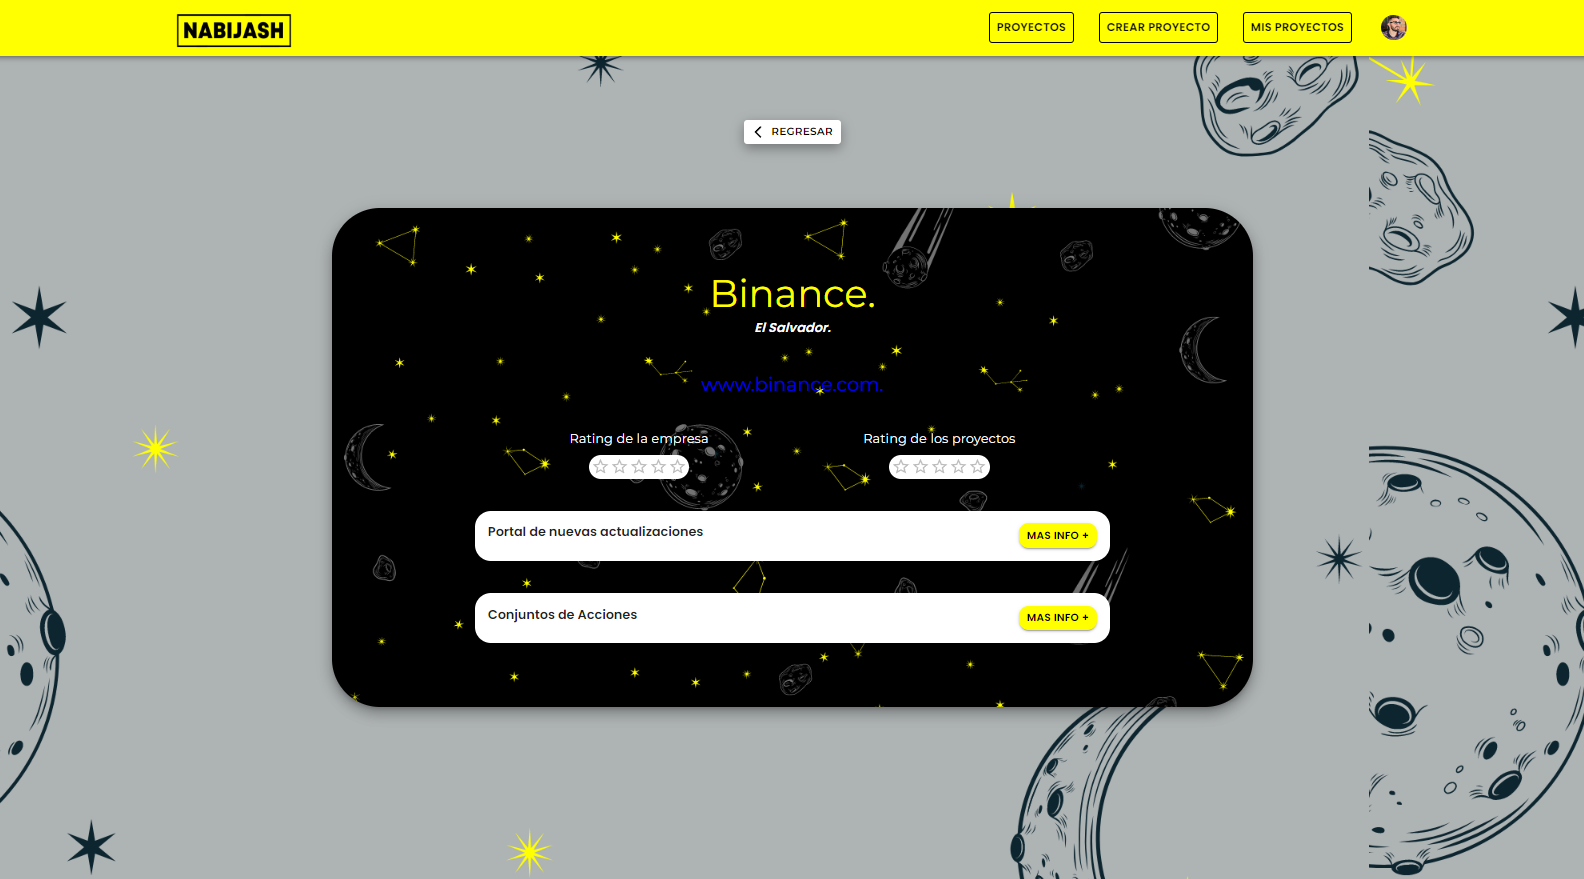 NABIJASH
PROYECTOS
CREAR PROYECTO
MIS PROYECTOS
REGRESAR
Binance.
El Salvador.
www.binance.com.
Rating de la empresa
Rating de los proyectos
Portal de nuevas actualizaciones
MAS INFO +
Conjuntos de Acciones
MAS INFO +